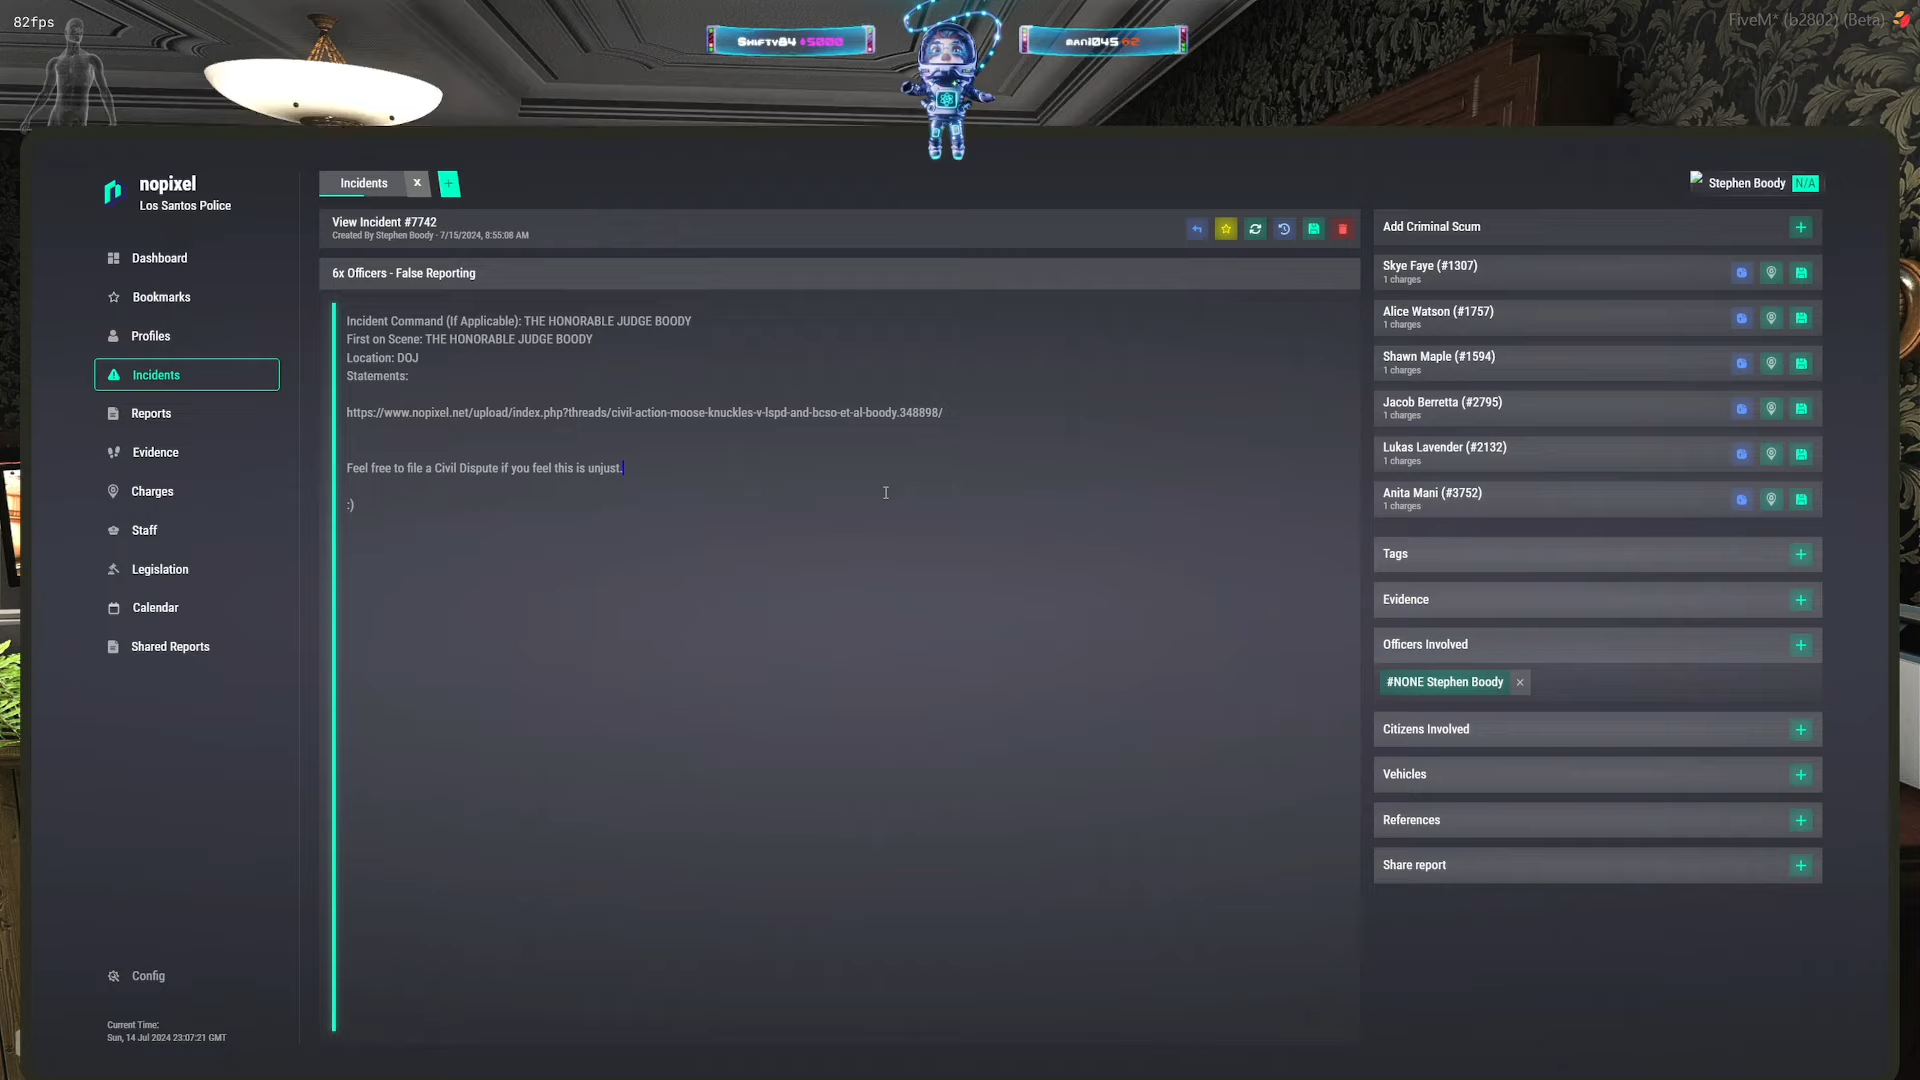 82fps
Shifty84 +5000
mani045
FiveM* (b2802) (Beta)
nopixel
Los Santos Police
Dashboard
Bookmarks
Profiles
Incidents
Reports
Evidence
Charges
Staff
Legislation
Calendar
Shared Reports
Config
Current Time:
Sun, 14 Jul 2024 23:07:21 GMT
Incidents x +
View Incident #7742
Created By Stephen Boody - 7/15/2024, 8:55:08 AM
6x Officers - False Reporting
Incident Command (If Applicable): THE HONORABLE JUDGE BOODY
First on Scene: THE HONORABLE JUDGE BOODY
Location: DOJ
Statements:
https://www.nopixel.net/upload/index.php?threads/civil-action-moose-knuckles-v-lspd-and-bcso-et-al-boody.348898/
Feel free to file a Civil Dispute if you feel this is unjust.
:)
Stephen Boody N/A
Add Criminal Scum +
Skye Faye (#1307)
1 charges
Alice Watson (#1757)
1 charges
Shawn Maple (#1594)
1 charges
Jacob Berretta (#2795)
1 charges
Lukas Lavender (#2132)
1 charges
Anita Mani (#3752)
1 charges
Tags +
Evidence +
Officers Involved +
#NONE Stephen Boody ×
Citizens Involved +
Vehicles +
References +
Share report +